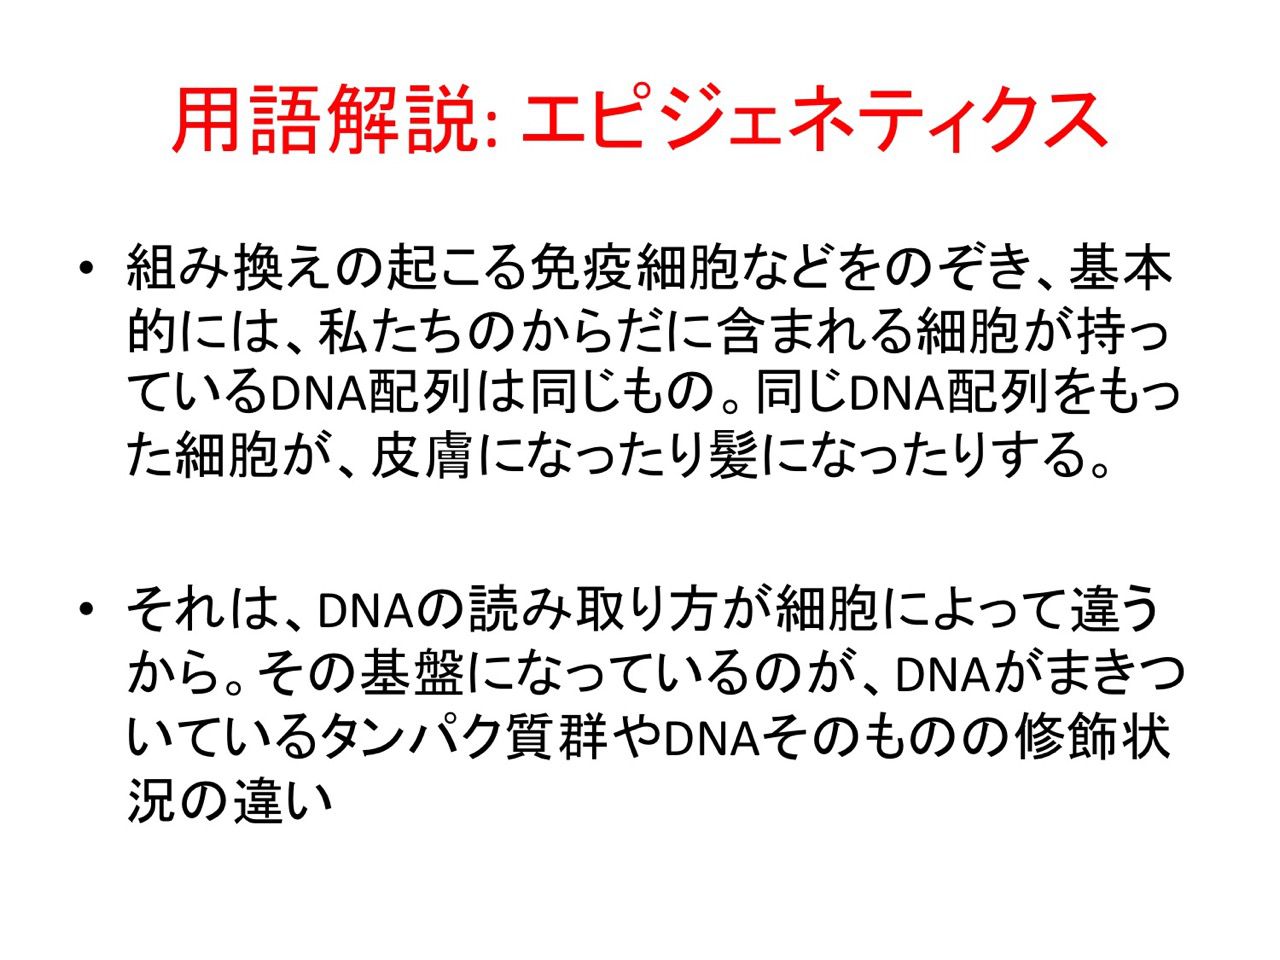 用語解説: エピジェネティクス
• 組み換えの起こる免疫細胞などをのぞき、基本
的には、私たちのからだに含まれる細胞が持っ
ているDNA配列は同じもの。同じDNA配列をもっ
た細胞が、皮膚になったり髪になったりする。
• それは、DNAの読み取り方が細胞によって違う
から。その基盤になっているのが、DNAがまきつ
いているタンパク質群やDNAそのものの修飾状
況の違い